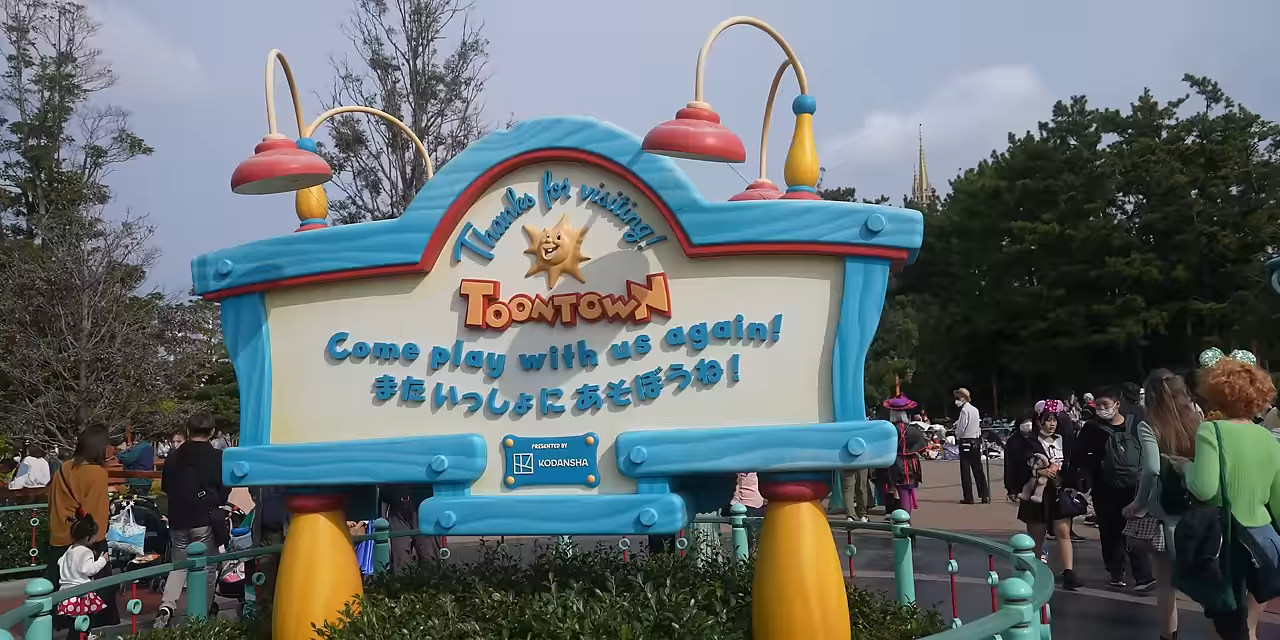 Thanks for visiting!
TOONTOWN
Come play with us again!
また いっしょに あそぼうね!
PRESENTED BY
KODANSHA